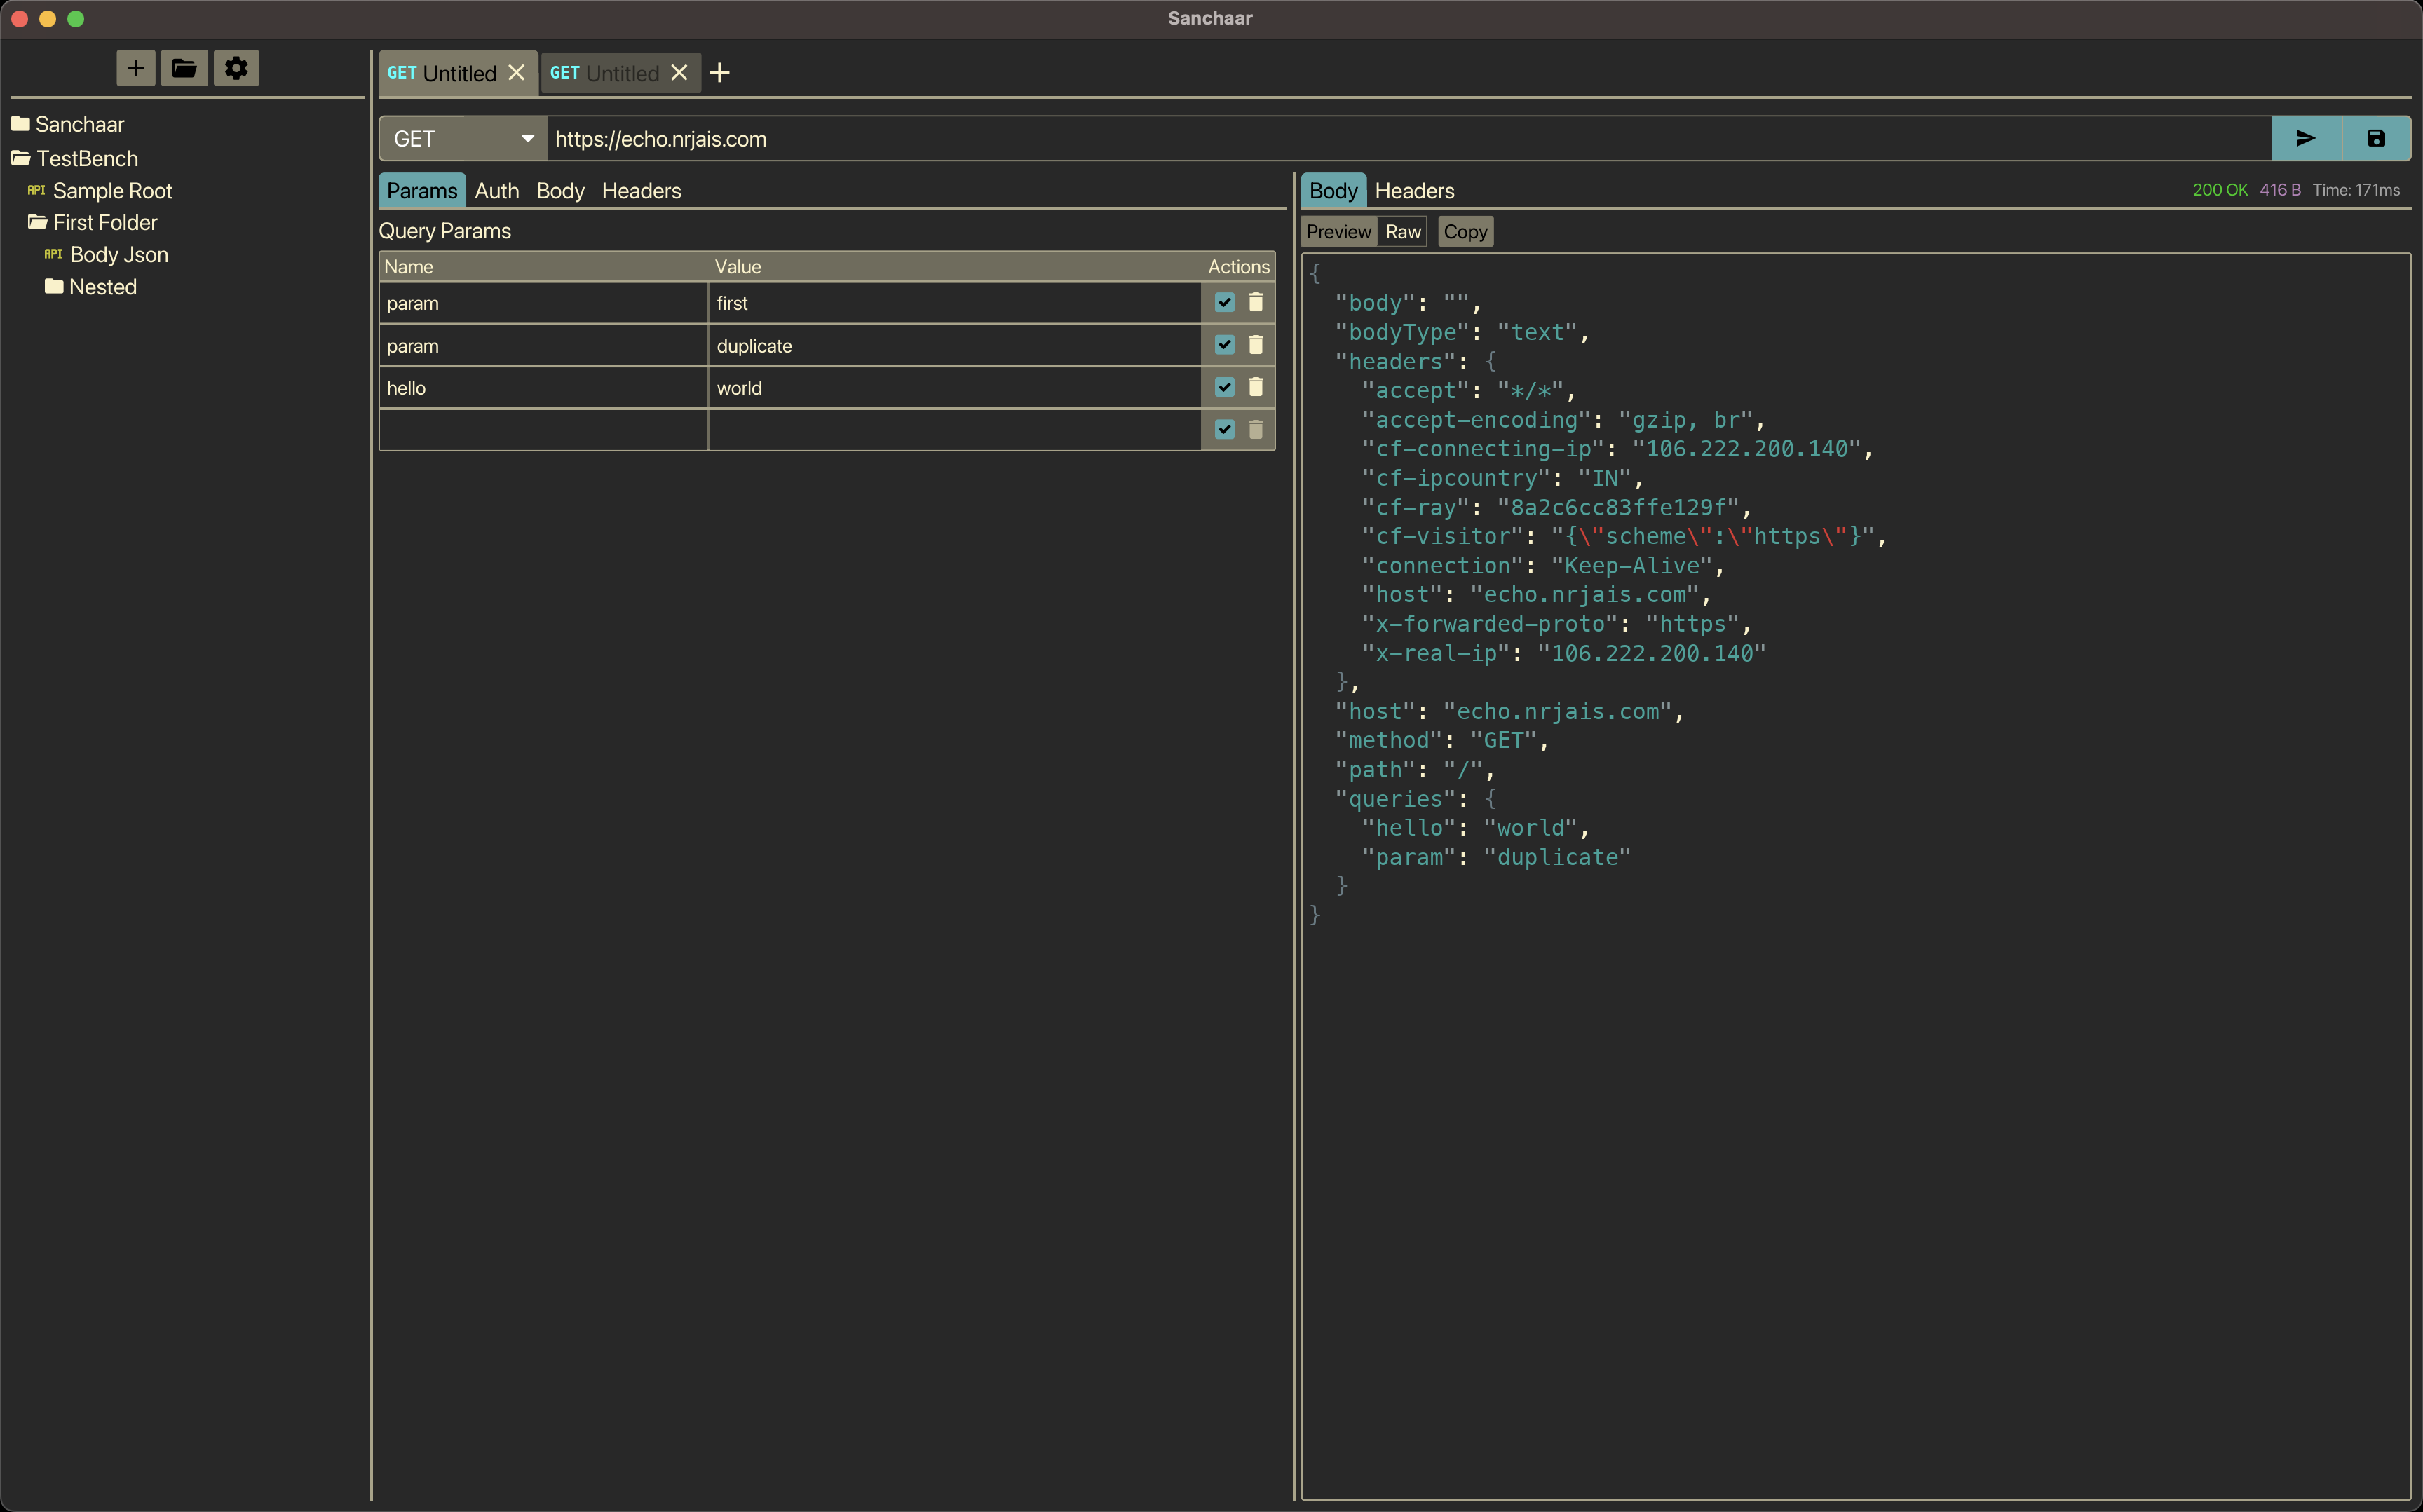 Sanchaar
GET Untitled
GET Untitled
Sanchaar
TestBench
API Sample Root
First Folder
API Body Json
Nested
GET
https://echo.nrjais.com
Params Auth Body Headers
Query Params
Name Value Actions
param first
param duplicate
hello world
Body Headers
200 OK 416 B Time: 171ms
Preview Raw Copy
{
  "body": "",
  "bodyType": "text",
  "headers": {
    "accept": "*/*",
    "accept-encoding": "gzip, br",
    "cf-connecting-ip": "106.222.200.140",
    "cf-ipcountry": "IN",
    "cf-ray": "8a2c6cc83ffe129f",
    "cf-visitor": "{\"scheme\":\"https\"}",
    "connection": "Keep-Alive",
    "host": "echo.nrjais.com",
    "x-forwarded-proto": "https",
    "x-real-ip": "106.222.200.140"
  },
  "host": "echo.nrjais.com",
  "method": "GET",
  "path": "/",
  "queries": {
    "hello": "world",
    "param": "duplicate"
  }
}